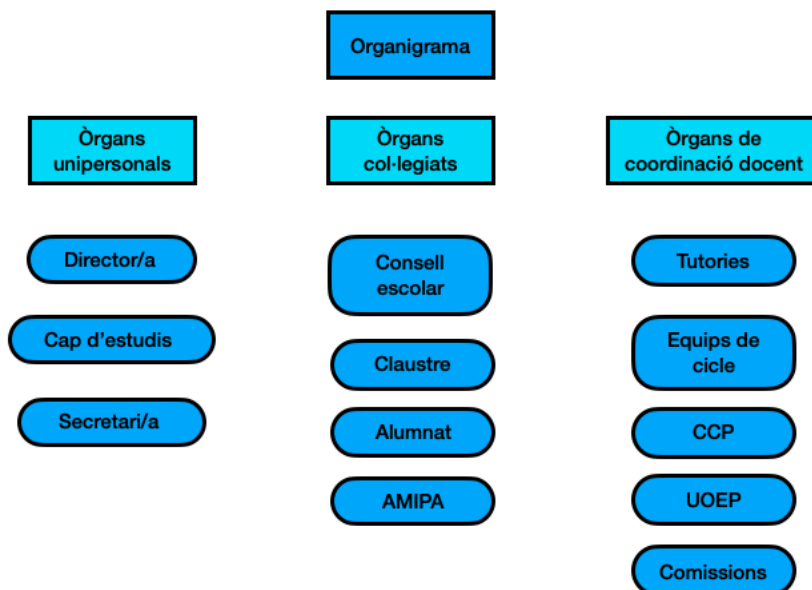 Organigrama
Òrgans
unipersonals
Òrgans
col·legiats
Òrgans de
coordinació docent
Director/a
Cap d'estudis
Secretari/a
Consell
escolar
Claustre
Alumnat
AMIPA
Tutories
Equips de
cicle
CCP
UOEP
Comissions